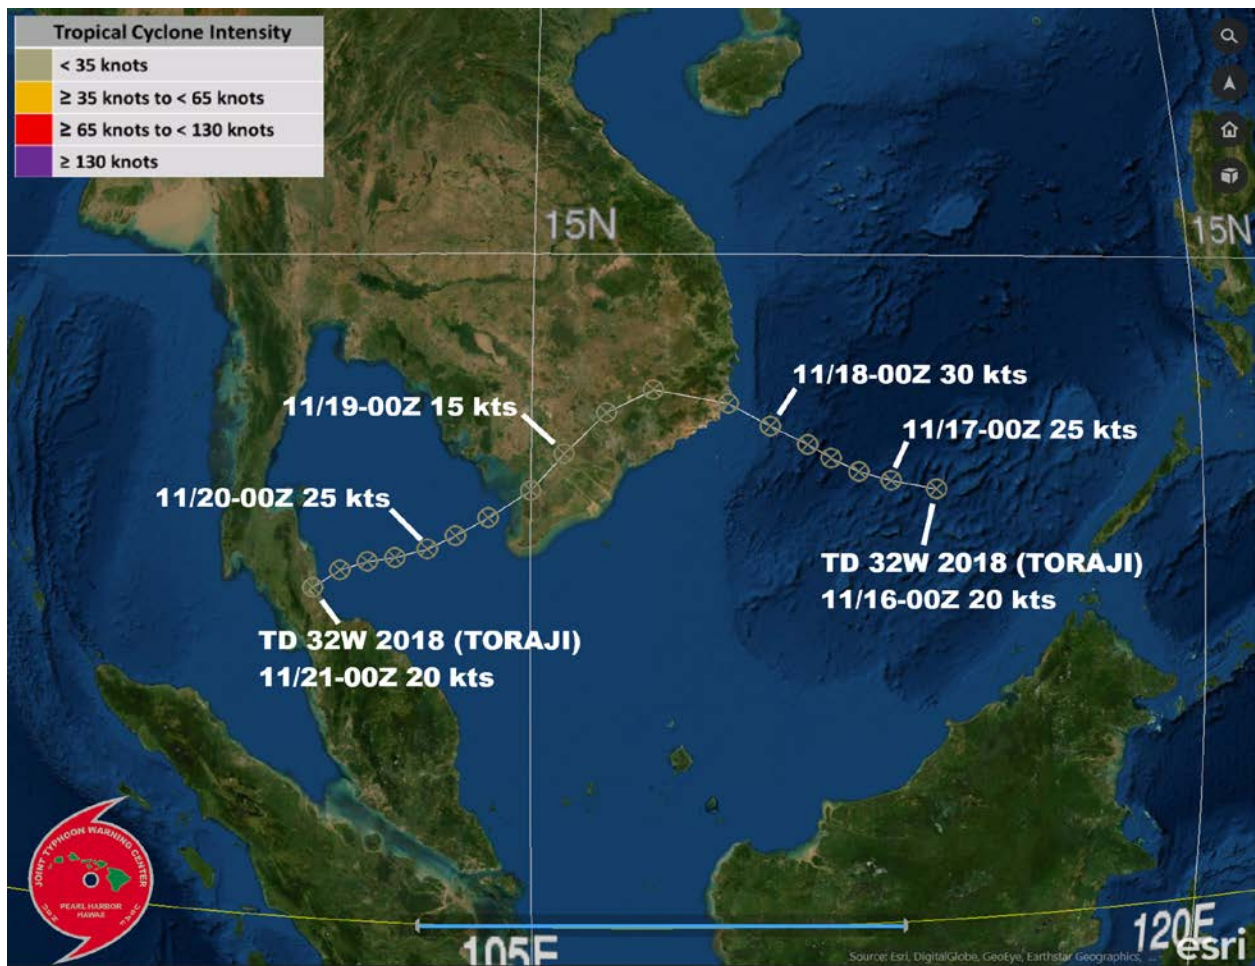 Tropical Cyclone Intensity
< 35 knots
≥ 35 knots to < 65 knots
≥ 65 knots to < 130 knots
≥ 130 knots
15N
15N
11/18-00Z 30 kts
11/19-00Z 15 kts
11/17-00Z 25 kts
11/20-00Z 25 kts
TD 32W 2018 (TORAJI)
11/16-00Z 20 kts
TD 32W 2018 (TORAJI)
11/21-00Z 20 kts
JOINT TYPHOON WARNING CENTER
PEARL HARBOR
HAWAII
105E
120E
esri
Source: Esri, DigitalGlobe, GeoEye, Earthstar Geographics, ...